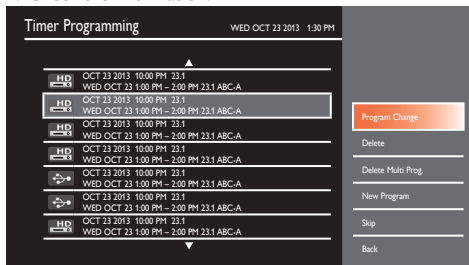 Timer Programming WED OCT 23 2013 1:30 PM
HD OCT 23 2013 10:00 PM 23.1
WED OCT 23 1:00 PM – 2:00 PM 23.1 ABC-A
HD OCT 23 2013 10:00 PM 23.1
WED OCT 23 1:00 PM – 2:00 PM 23.1 ABC-A
HD OCT 23 2013 10:00 PM 23.1
WED OCT 23 1:00 PM – 2:00 PM 23.1 ABC-A
HD OCT 23 2013 10:00 PM 23.1
WED OCT 23 1:00 PM – 2:00 PM 23.1 ABC-A
OCT 23 2013 10:00 PM 23.1
WED OCT 23 1:00 PM – 2:00 PM 23.1 ABC-A
OCT 23 2013 10:00 PM 23.1
WED OCT 23 1:00 PM – 2:00 PM 23.1 ABC-A
HD OCT 23 2013 10:00 PM 23.1
WED OCT 23 1:00 PM – 2:00 PM 23.1 ABC-A
Program Change
Delete
Delete Multi Prog.
New Program
Skip
Back